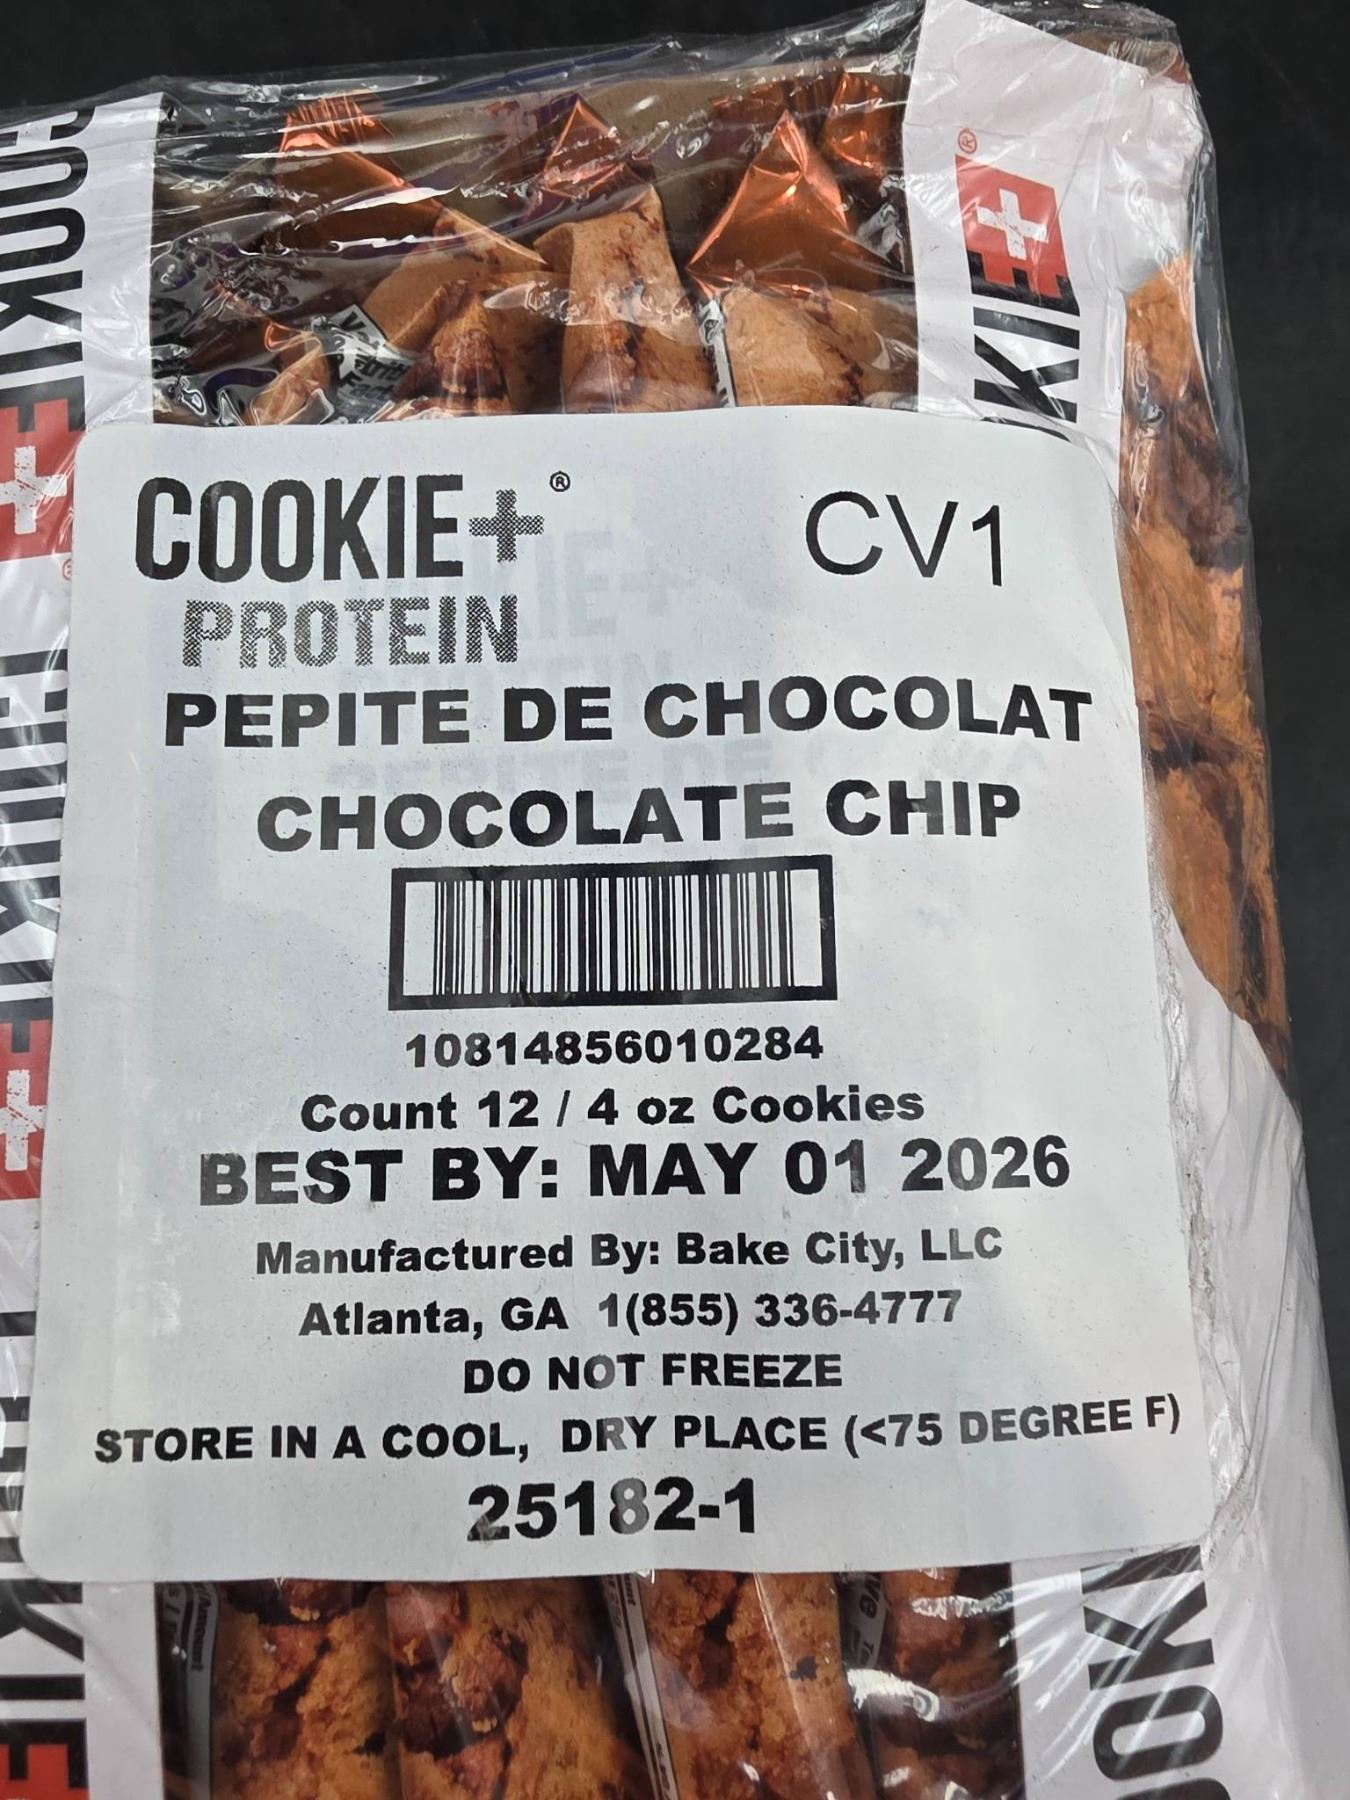 COOKIE+®
CV1
PROTEIN
PEPITE DE CHOCOLAT
CHOCOLATE CHIP
10814856010284
Count 12 / 4 oz Cookies
BEST BY: MAY 01 2026
Manufactured By: Bake City, LLC
Atlanta, GA 1(855) 336-4777
DO NOT FREEZE
STORE IN A COOL, DRY PLACE (<75 DEGREE F)
25182-1
COOKIE+